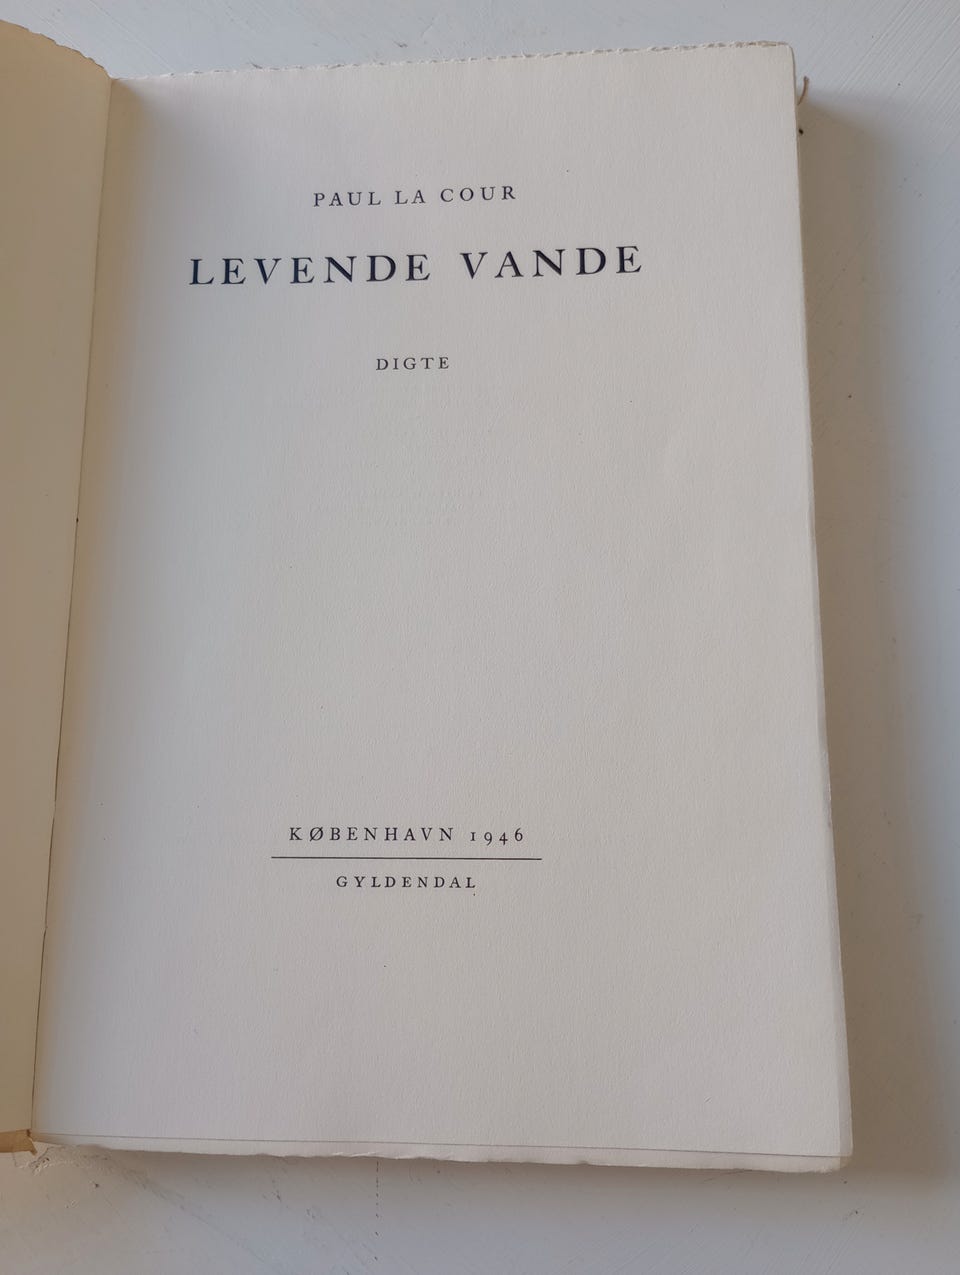 PAUL LA COUR
LEVENDE VANDE
DIGTE
KØBENHAVN 1946
GYLDENDAL